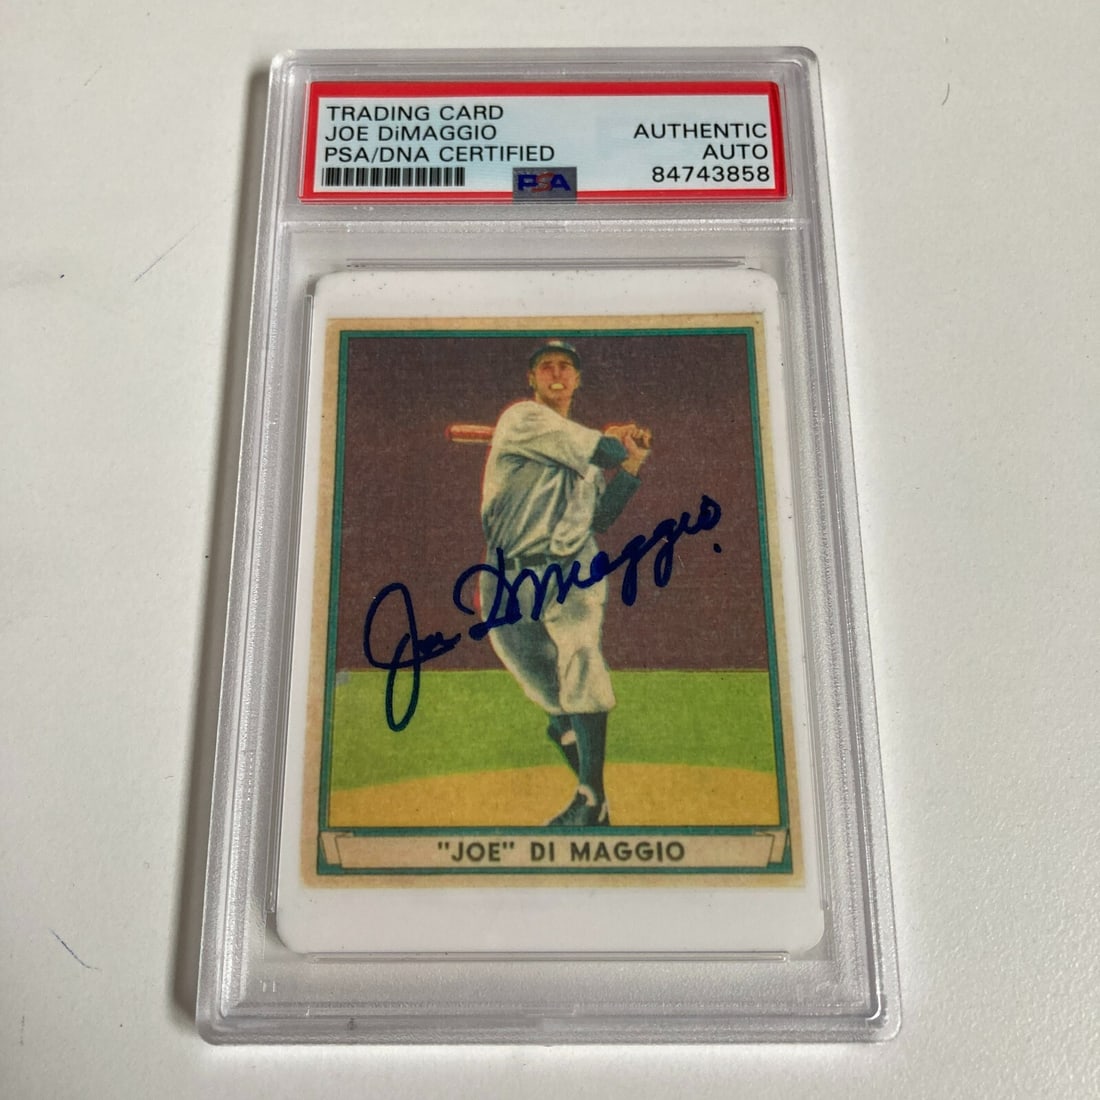 TRADING CARD
JOE DiMAGGIO
PSA/DNA CERTIFIED
AUTHENTIC
AUTO
84743858
PSA
Joe DiMaggio
"JOE" DI MAGGIO